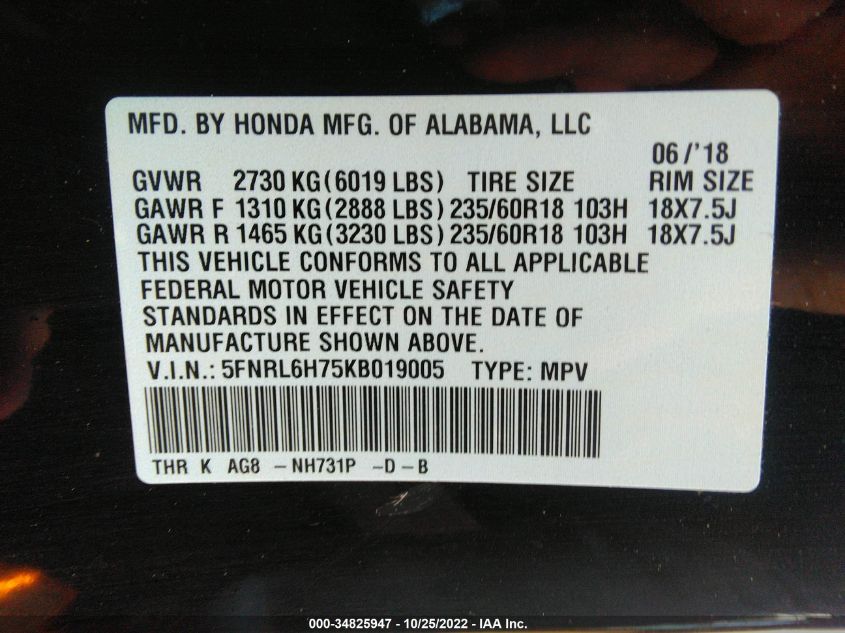 MFD. BY HONDA MFG. OF ALABAMA, LLC
06/'18
GVWR 2730 KG(6019 LBS) TIRE SIZE RIM SIZE
GAWR F 1310 KG(2888 LBS) 235/60R18 103H 18X7.5J
GAWR R 1465 KG(3230 LBS) 235/60R18 103H 18X7.5J
THIS VEHICLE CONFORMS TO ALL APPLICABLE
FEDERAL MOTOR VEHICLE SAFETY
STANDARDS IN EFFECT ON THE DATE OF
MANUFACTURE SHOWN ABOVE.
V.I.N.: 5FNRL6H75KB019005 TYPE: MPV
THR K AG8 -NH731P -D-B
000-34825947 - 10/25/2022 - IAA Inc.